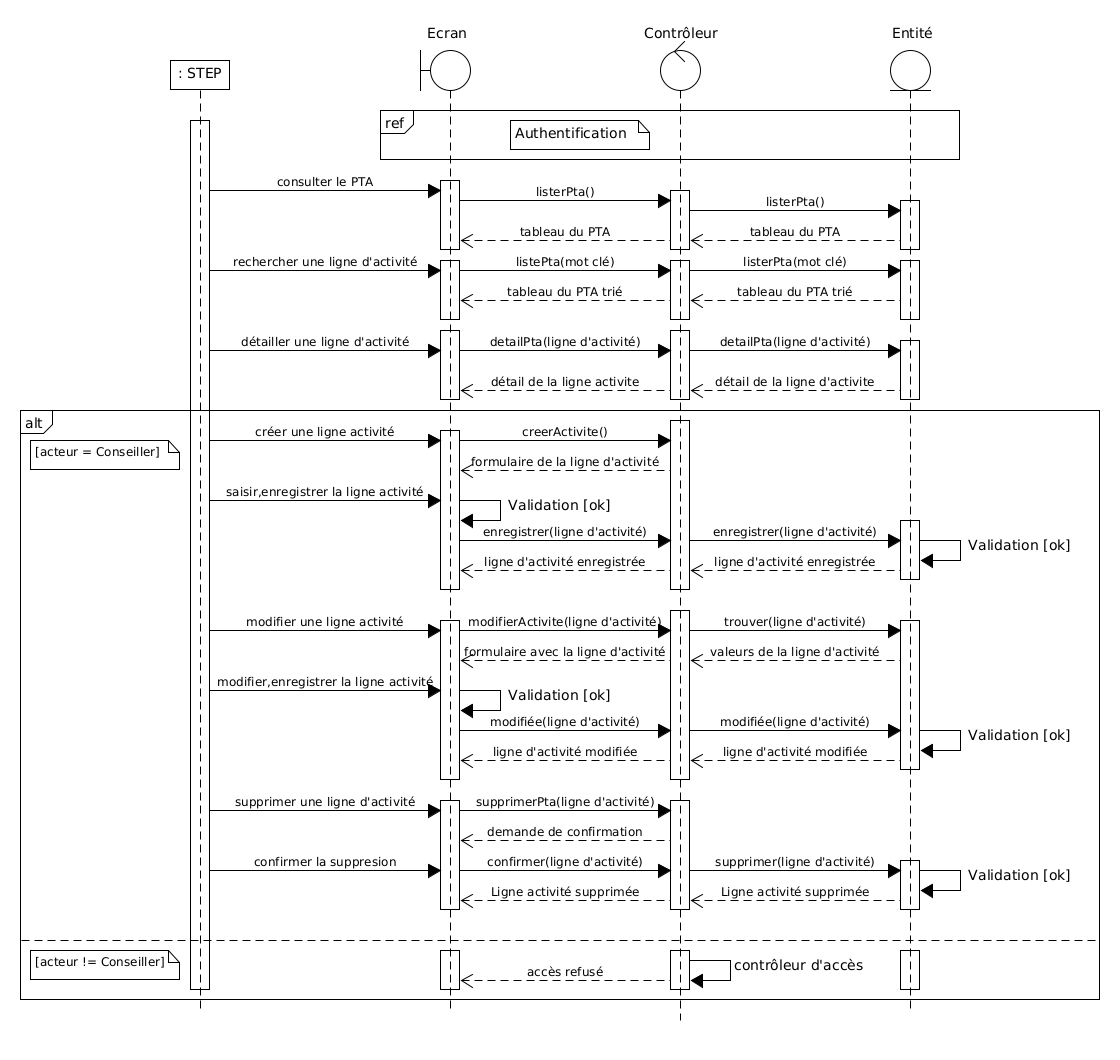 Ecran
Contrôleur
Entité
: STEP
ref
Authentification
consulter le PTA
listerPta()
listerPta()
tableau du PTA
tableau du PTA
rechercher une ligne d'activité
listePta(mot clé)
listerPta(mot clé)
tableau du PTA trié
tableau du PTA trié
détailler une ligne d'activité
detailPta(ligne d'activité)
detailPta(ligne d'activité)
détail de la ligne activite
détail de la ligne d'activite
alt
[acteur = Conseiller]
créer une ligne activité
creerActivite()
formulaire de la ligne d'activité
saisir,enregistrer la ligne activité
Validation [ok]
enregistrer(ligne d'activité)
enregistrer(ligne d'activité)
Validation [ok]
ligne d'activité enregistrée
ligne d'activité enregistrée
modifier une ligne activité
modifierActivite(ligne d'activité)
trouver(ligne d'activité)
formulaire avec la ligne d'activité
valeurs de la ligne d'activité
modifier,enregistrer la ligne activité
Validation [ok]
modifiée(ligne d'activité)
modifiée(ligne d'activité)
Validation [ok]
ligne d'activité modifiée
ligne d'activité modifiée
supprimer une ligne d'activité
supprimerPta(ligne d'activité)
demande de confirmation
confirmer la suppresion
confirmer(ligne d'activité)
supprimer(ligne d'activité)
Validation [ok]
Ligne activité supprimée
Ligne activité supprimée
[acteur != Conseiller]
contrôleur d'accès
accès refusé